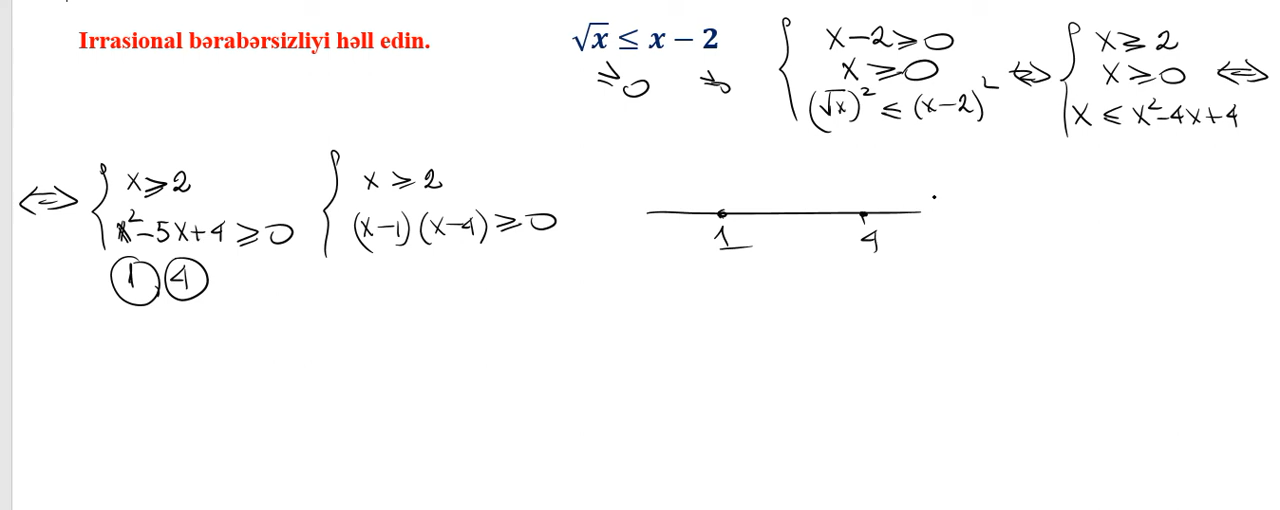 Irrasional bərabərsizliyi həll edin.
√x ≤ x − 2
≥0
x−2≥0
x≥0
(√x)² ≤ (x−2)²
⇔
x≥2
x≥0
x ≤ x²−4x+4
⇔
⇔
x≥2
x²−5x+4≥0
x≥2
(x−1)(x−4)≥0
1 4
1 4